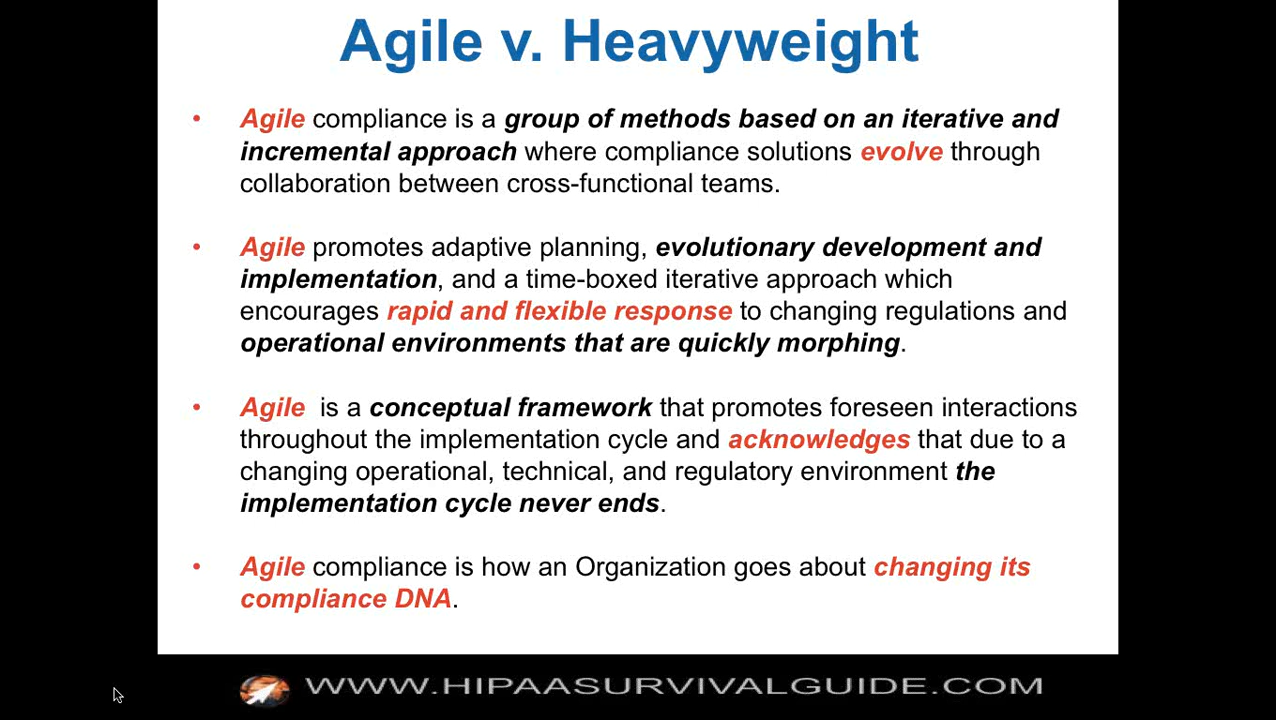 Agile v. Heavyweight
• Agile compliance is a group of methods based on an iterative and
incremental approach where compliance solutions evolve through
collaboration between cross-functional teams.
• Agile promotes adaptive planning, evolutionary development and
implementation, and a time-boxed iterative approach which
encourages rapid and flexible response to changing regulations and
operational environments that are quickly morphing.
• Agile is a conceptual framework that promotes foreseen interactions
throughout the implementation cycle and acknowledges that due to a
changing operational, technical, and regulatory environment the
implementation cycle never ends.
• Agile compliance is how an Organization goes about changing its
compliance DNA.
WWW.HIPAASURVIVALGUIDE.COM